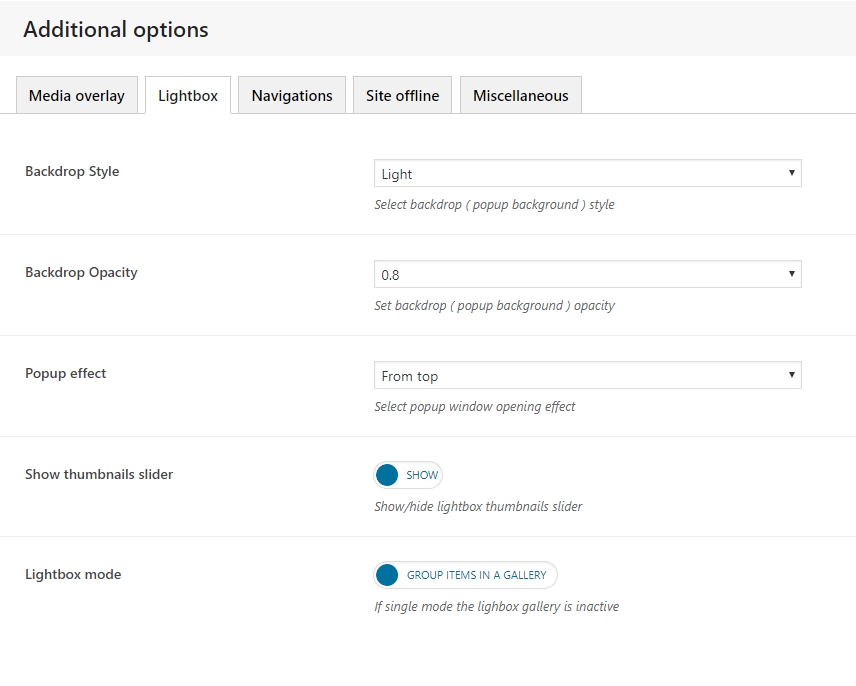 Additional options
Media overlay
Lightbox
Navigations
Site offline
Miscellaneous
Backdrop Style
Light
Select backdrop ( popup background ) style
Backdrop Opacity
0.8
Set backdrop ( popup background ) opacity
Popup effect
From top
Select popup window opening effect
Show thumbnails slider
SHOW
Show/hide lightbox thumbnails slider
Lightbox mode
GROUP ITEMS IN A GALLERY
If single mode the lighbox gallery is inactive